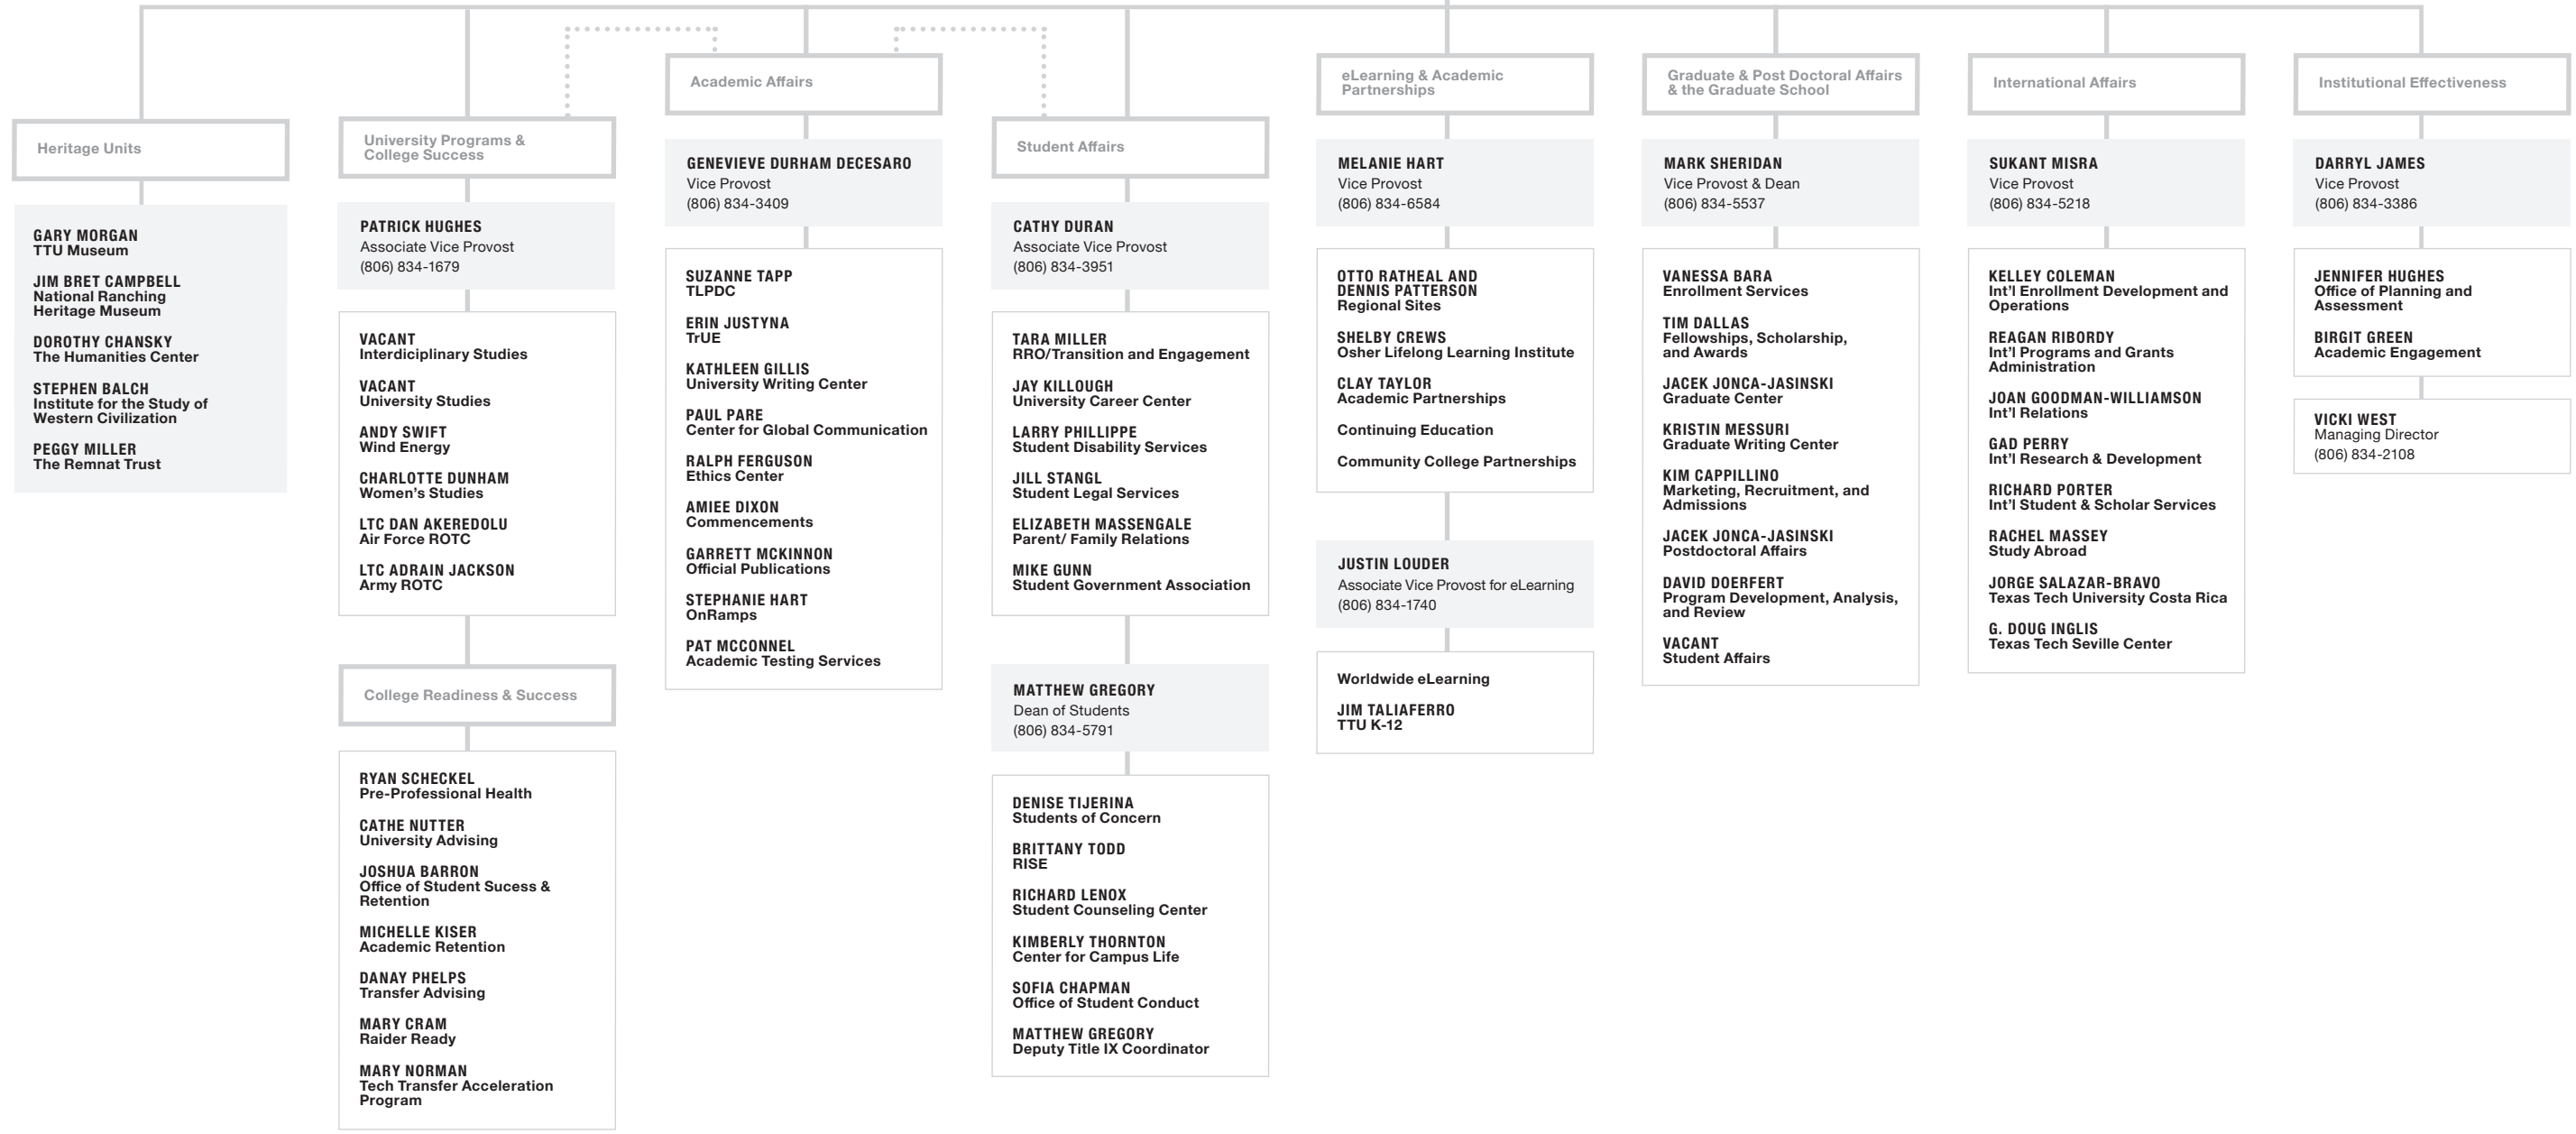 Heritage Units
GARY MORGAN
TTU Museum
JIM BRET CAMPBELL
National Ranching
Heritage Museum
DOROTHY CHANSKY
The Humanities Center
STEPHEN BALCH
Institute for the Study of
Western Civilization
PEGGY MILLER
The Remnat Trust
University Programs &
College Success
PATRICK HUGHES
Associate Vice Provost
(806) 834-1679
VACANT
Interdiciplinary Studies
VACANT
University Studies
ANDY SWIFT
Wind Energy
CHARLOTTE DUNHAM
Women's Studies
LTC DAN AKEREDOLU
Air Force ROTC
LTC ADRAIN JACKSON
Army ROTC
College Readiness & Success
RYAN SCHECKEL
Pre-Professional Health
CATHE NUTTER
University Advising
JOSHUA BARRON
Office of Student Sucess &
Retention
MICHELLE KISER
Academic Retention
DANAY PHELPS
Transfer Advising
MARY CRAM
Raider Ready
MARY NORMAN
Tech Transfer Acceleration
Program
Academic Affairs
GENEVIEVE DURHAM DECESARO
Vice Provost
(806) 834-3409
SUZANNE TAPP
TLPDC
ERIN JUSTYNA
TrUE
KATHLEEN GILLIS
University Writing Center
PAUL PARE
Center for Global Communication
RALPH FERGUSON
Ethics Center
AMIEE DIXON
Commencements
GARRETT MCKINNON
Official Publications
STEPHANIE HART
OnRamps
PAT MCCONNEL
Academic Testing Services
Student Affairs
CATHY DURAN
Associate Vice Provost
(806) 834-3951
TARA MILLER
RRO/Transition and Engagement
JAY KILLOUGH
University Career Center
LARRY PHILLIPPE
Student Disability Services
JILL STANGL
Student Legal Services
ELIZABETH MASSENGALE
Parent/ Family Relations
MIKE GUNN
Student Government Association
MATTHEW GREGORY
Dean of Students
(806) 834-5791
DENISE TIJERINA
Students of Concern
BRITTANY TODD
RISE
RICHARD LENOX
Student Counseling Center
KIMBERLY THORNTON
Center for Campus Life
SOFIA CHAPMAN
Office of Student Conduct
MATTHEW GREGORY
Deputy Title IX Coordinator
eLearning & Academic
Partnerships
MELANIE HART
Vice Provost
(806) 834-6584
OTTO RATHEAL AND
DENNIS PATTERSON
Regional Sites
SHELBY CREWS
Osher Lifelong Learning Institute
CLAY TAYLOR
Academic Partnerships
Continuing Education
Community College Partnerships
JUSTIN LOUDER
Associate Vice Provost for eLearning
(806) 834-1740
Worldwide eLearning
JIM TALIAFERRO
TTU K-12
Graduate & Post Doctoral Affairs
& the Graduate School
MARK SHERIDAN
Vice Provost & Dean
(806) 834-5537
VANESSA BARA
Enrollment Services
TIM DALLAS
Fellowships, Scholarship,
and Awards
JACEK JONCA-JASINSKI
Graduate Center
KRISTIN MESSURI
Graduate Writing Center
KIM CAPPILLINO
Marketing, Recruitment, and
Admissions
JACEK JONCA-JASINSKI
Postdoctoral Affairs
DAVID DOERFERT
Program Development, Analysis,
and Review
VACANT
Student Affairs
International Affairs
SUKANT MISRA
Vice Provost
(806) 834-5218
KELLEY COLEMAN
Int'l Enrollment Development and
Operations
REAGAN RIBORDY
Int'l Programs and Grants
Administration
JOAN GOODMAN-WILLIAMSON
Int'l Relations
GAD PERRY
Int'l Research & Development
RICHARD PORTER
Int'l Student & Scholar Services
RACHEL MASSEY
Study Abroad
JORGE SALAZAR-BRAVO
Texas Tech University Costa Rica
G. DOUG INGLIS
Texas Tech Seville Center
Institutional Effectiveness
DARRYL JAMES
Vice Provost
(806) 834-3386
JENNIFER HUGHES
Office of Planning and
Assessment
BIRGIT GREEN
Academic Engagement
VICKI WEST
Managing Director
(806) 834-2108